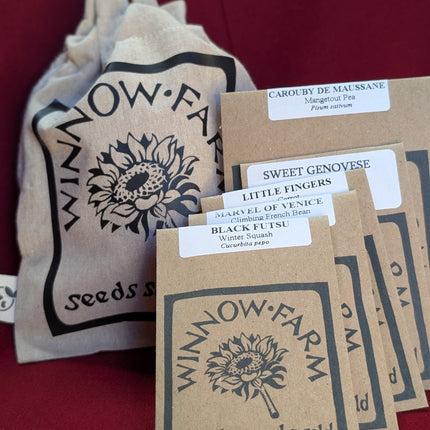 WINNOW·FARM
seeds
CAROUBY DE MAUSSANE
Mangetout Pea
Pisum sativum
SWEET GENOVESE
LITTLE FINGERS
Carrot
MARVEL OF VENICE
Climbing French Bean
BLACK FUTSU
Winter Squash
Cucurbita pepo
WINNOW·FARM